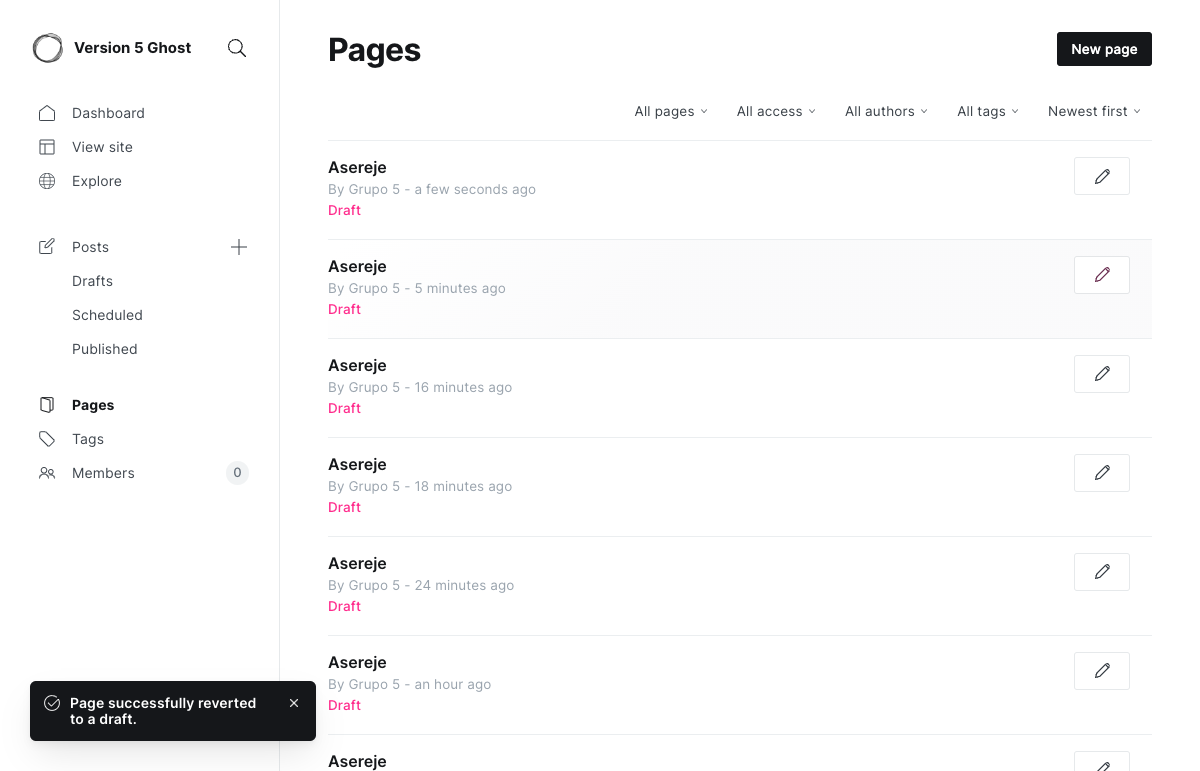 Version 5 Ghost
Dashboard
View site
Explore
Posts
Drafts
Scheduled
Published
Pages
Tags
Members 0
Page successfully reverted
to a draft.
Pages
New page
All pages All access All authors All tags Newest first
Asereje
By Grupo 5 - a few seconds ago
Draft
Asereje
By Grupo 5 - 5 minutes ago
Draft
Asereje
By Grupo 5 - 16 minutes ago
Draft
Asereje
By Grupo 5 - 18 minutes ago
Draft
Asereje
By Grupo 5 - 24 minutes ago
Draft
Asereje
By Grupo 5 - an hour ago
Draft
Asereje